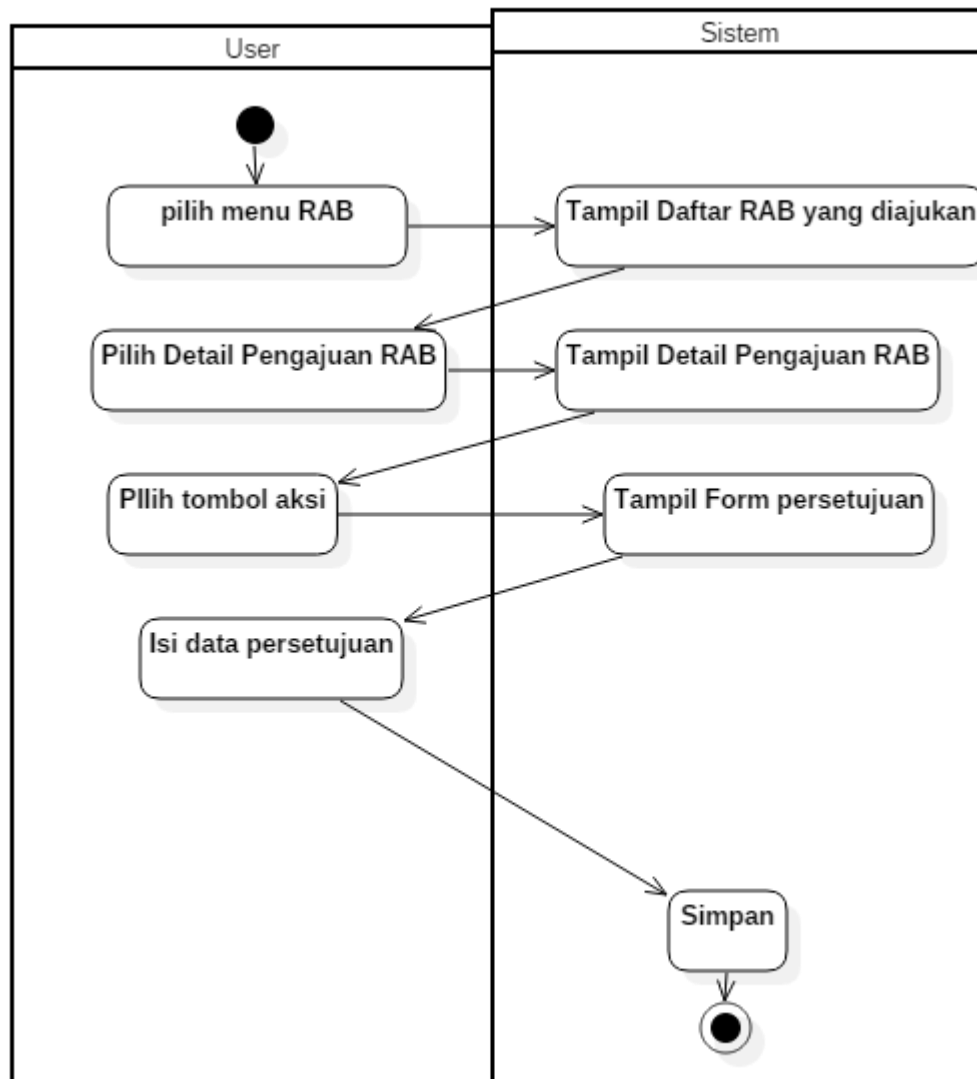 User
Sistem
pilih menu RAB
Tampil Daftar RAB yang diajukan
Pilih Detail Pengajuan RAB
Tampil Detail Pengajuan RAB
PIlih tombol aksi
Tampil Form persetujuan
Isi data persetujuan
Simpan